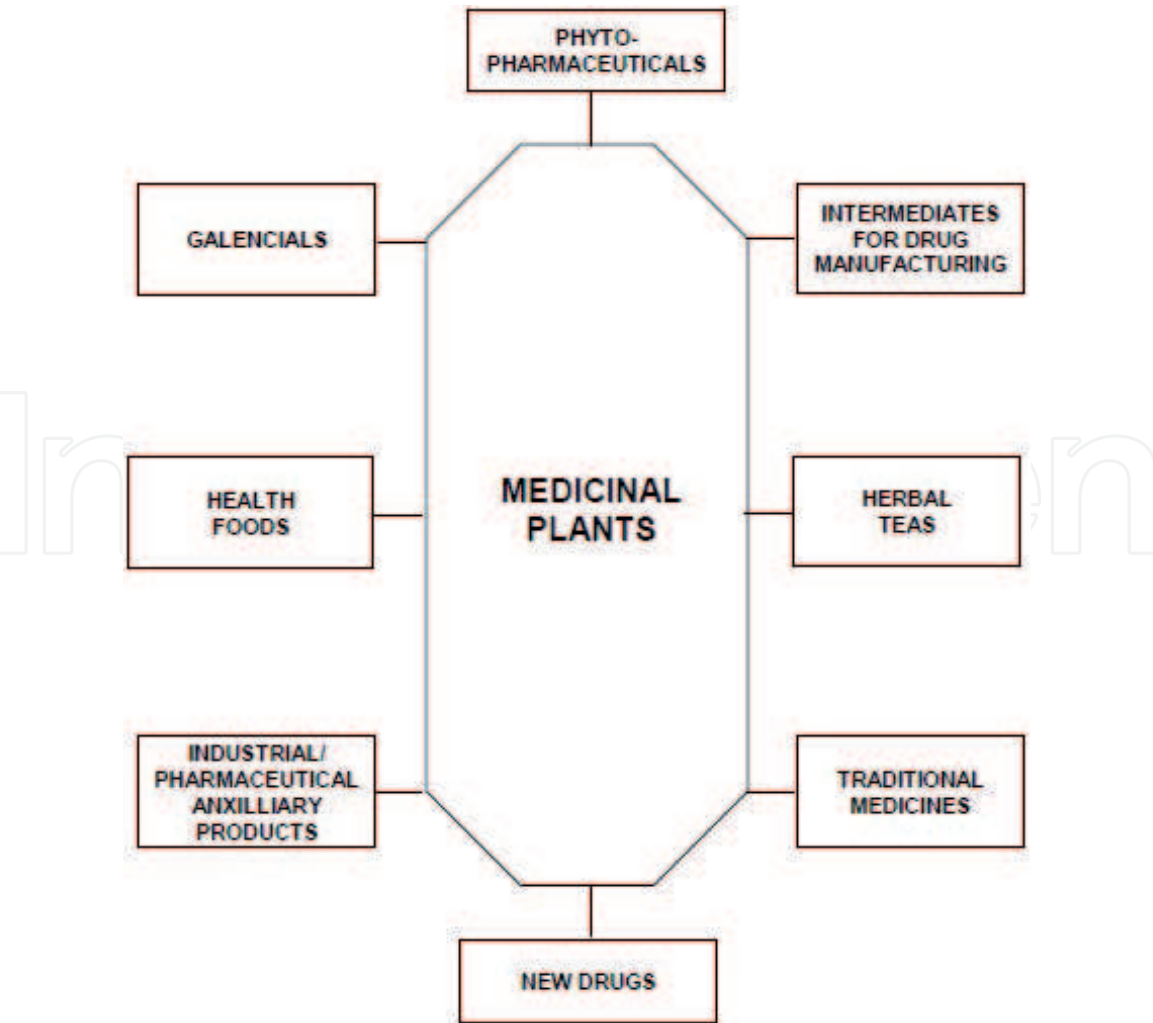 PHYTO-
PHARMACEUTICALS
GALENCIALS
INTERMEDIATES
FOR DRUG
MANUFACTURING
HEALTH
FOODS
MEDICINAL
PLANTS
HERBAL
TEAS
INDUSTRIAL/
PHARMACEUTICAL
ANXILLIARY
PRODUCTS
TRADITIONAL
MEDICINES
NEW DRUGS